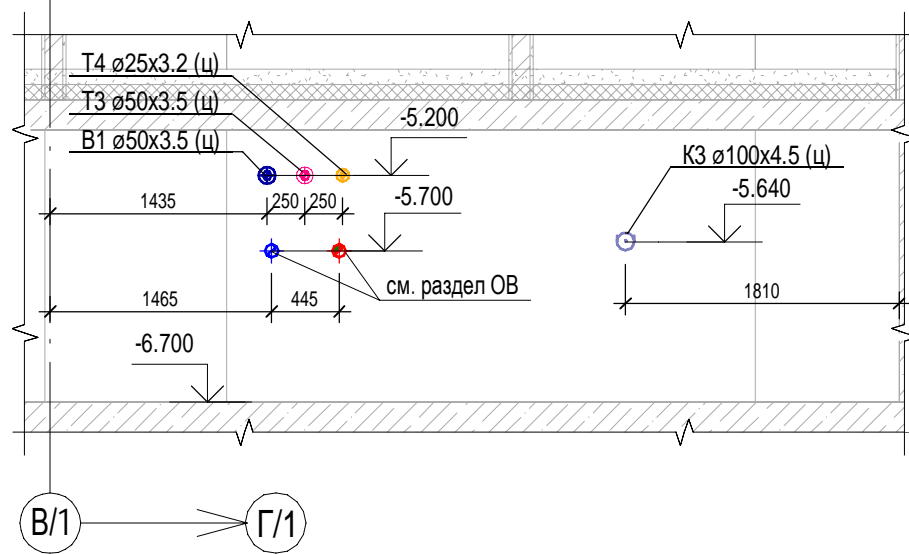 Т4 ø25x3.2 (ц)
Т3 ø50x3.5 (ц)
В1 ø50x3.5 (ц)
-5.200
К3 ø100x4.5 (ц)
1435
250
250
-5.700
-5.640
1465
445
см. раздел ОВ
1810
-6.700
В/1
Г/1